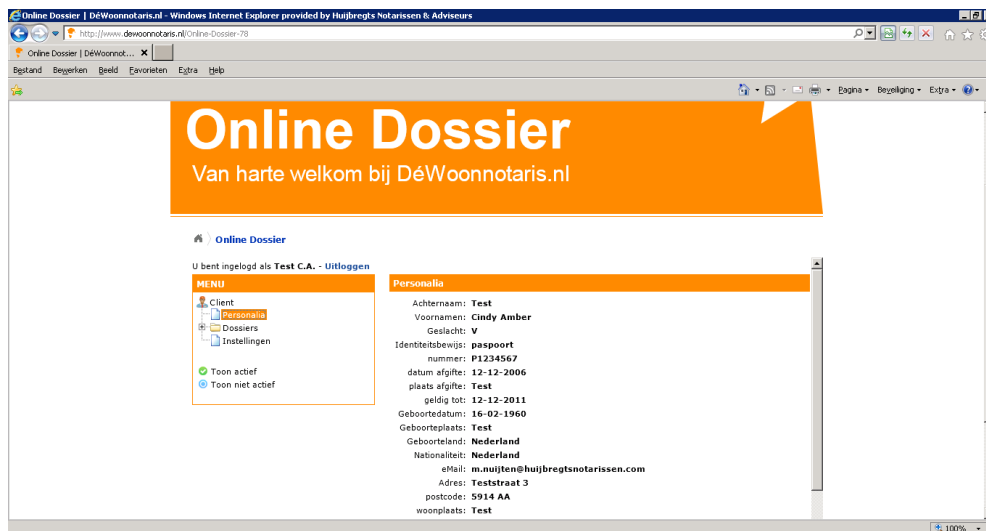 Online Dossier | DéWoonnotaris.nl - Windows Internet Explorer provided by Huijbregts Notarissen & Adviseurs
http://www.dewoonnotaris.nl/Online-Dossier-78
Online Dossier | DéWoonnot...
Bestand Bewerken Beeld Favorieten Extra Help
Pagina Beveiliging Extra
Online Dossier
Van harte welkom bij DéWoonnotaris.nl
Online Dossier
U bent ingelogd als Test C.A. - Uitloggen
MENU
Client
Personalia
Dossiers
Instellingen
Toon actief
Toon niet actief
Personalia
Achternaam: Test
Voornamen: Cindy Amber
Geslacht: V
Identiteitsbewijs: paspoort
nummer: P1234567
datum afgifte: 12-12-2006
plaats afgifte: Test
geldig tot: 12-12-2011
Geboortedatum: 16-02-1960
Geboorteplaats: Test
Geboorteland: Nederland
Nationaliteit: Nederland
eMail: m.nuijten@huijbregtsnotarissen.com
Adres: Teststraat 3
postcode: 5914 AA
woonplaats: Test
100%